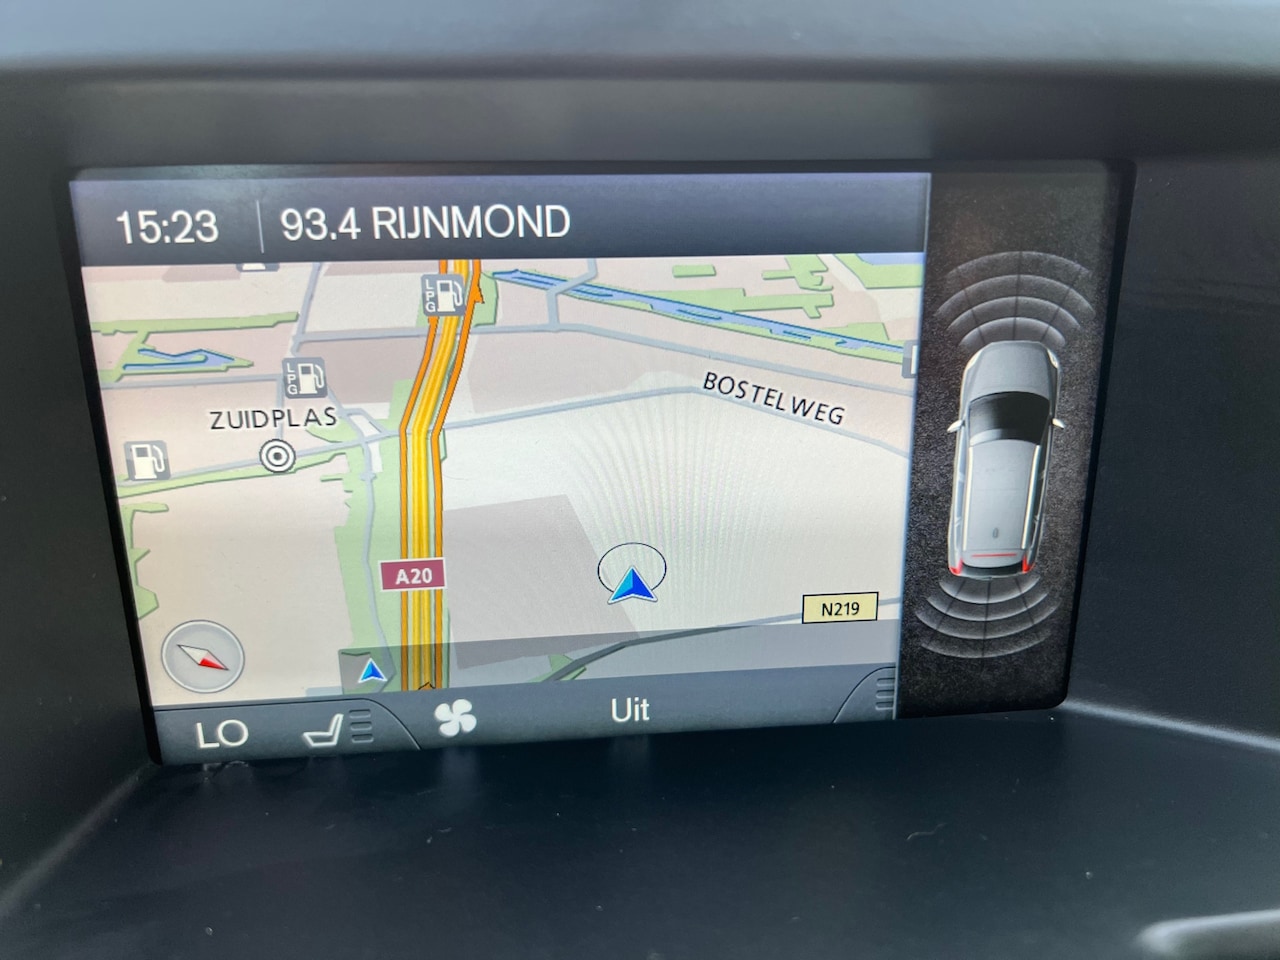 15:23 93.4 RIJNMOND
LPG
LPG
ZUIDPLAS
BOSTELWEG
A20
N219
LO Uit